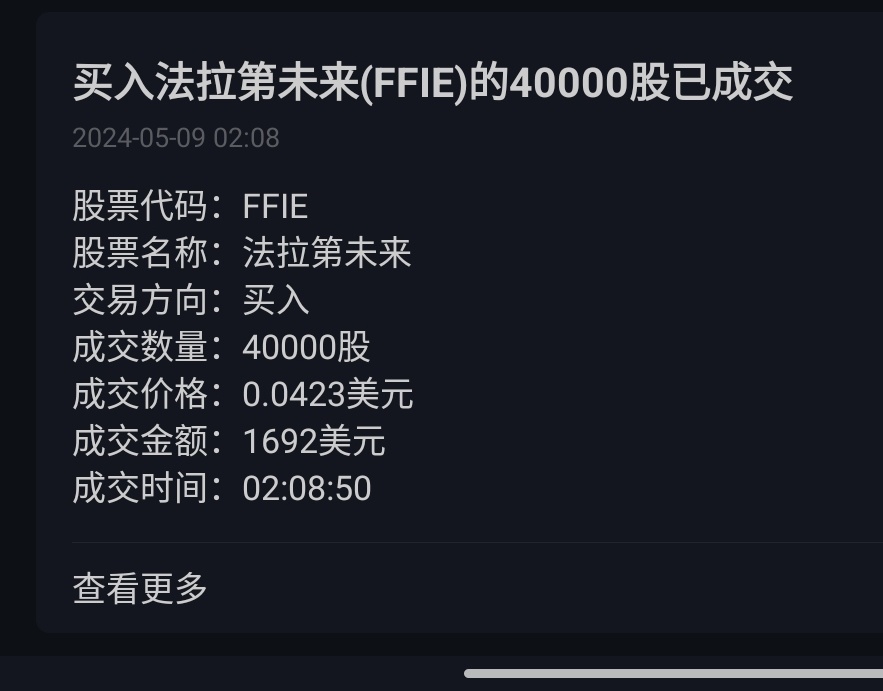 买入法拉第未来(FFIE)的40000股已成交
2024-05-09 02:08
股票代码：FFIE
股票名称：法拉第未来
交易方向：买入
成交数量：40000股
成交价格：0.0423美元
成交金额：1692美元
成交时间：02:08:50
查看更多